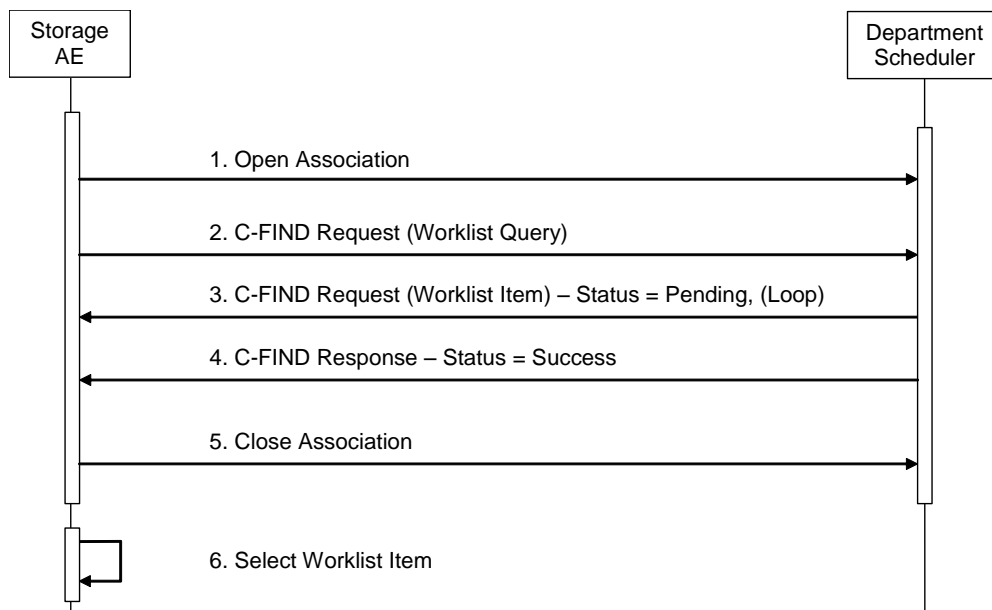 Storage
AE
Department
Scheduler
1. Open Association
2. C-FIND Request (Worklist Query)
3. C-FIND Request (Worklist Item) – Status = Pending, (Loop)
4. C-FIND Response – Status = Success
5. Close Association
6. Select Worklist Item